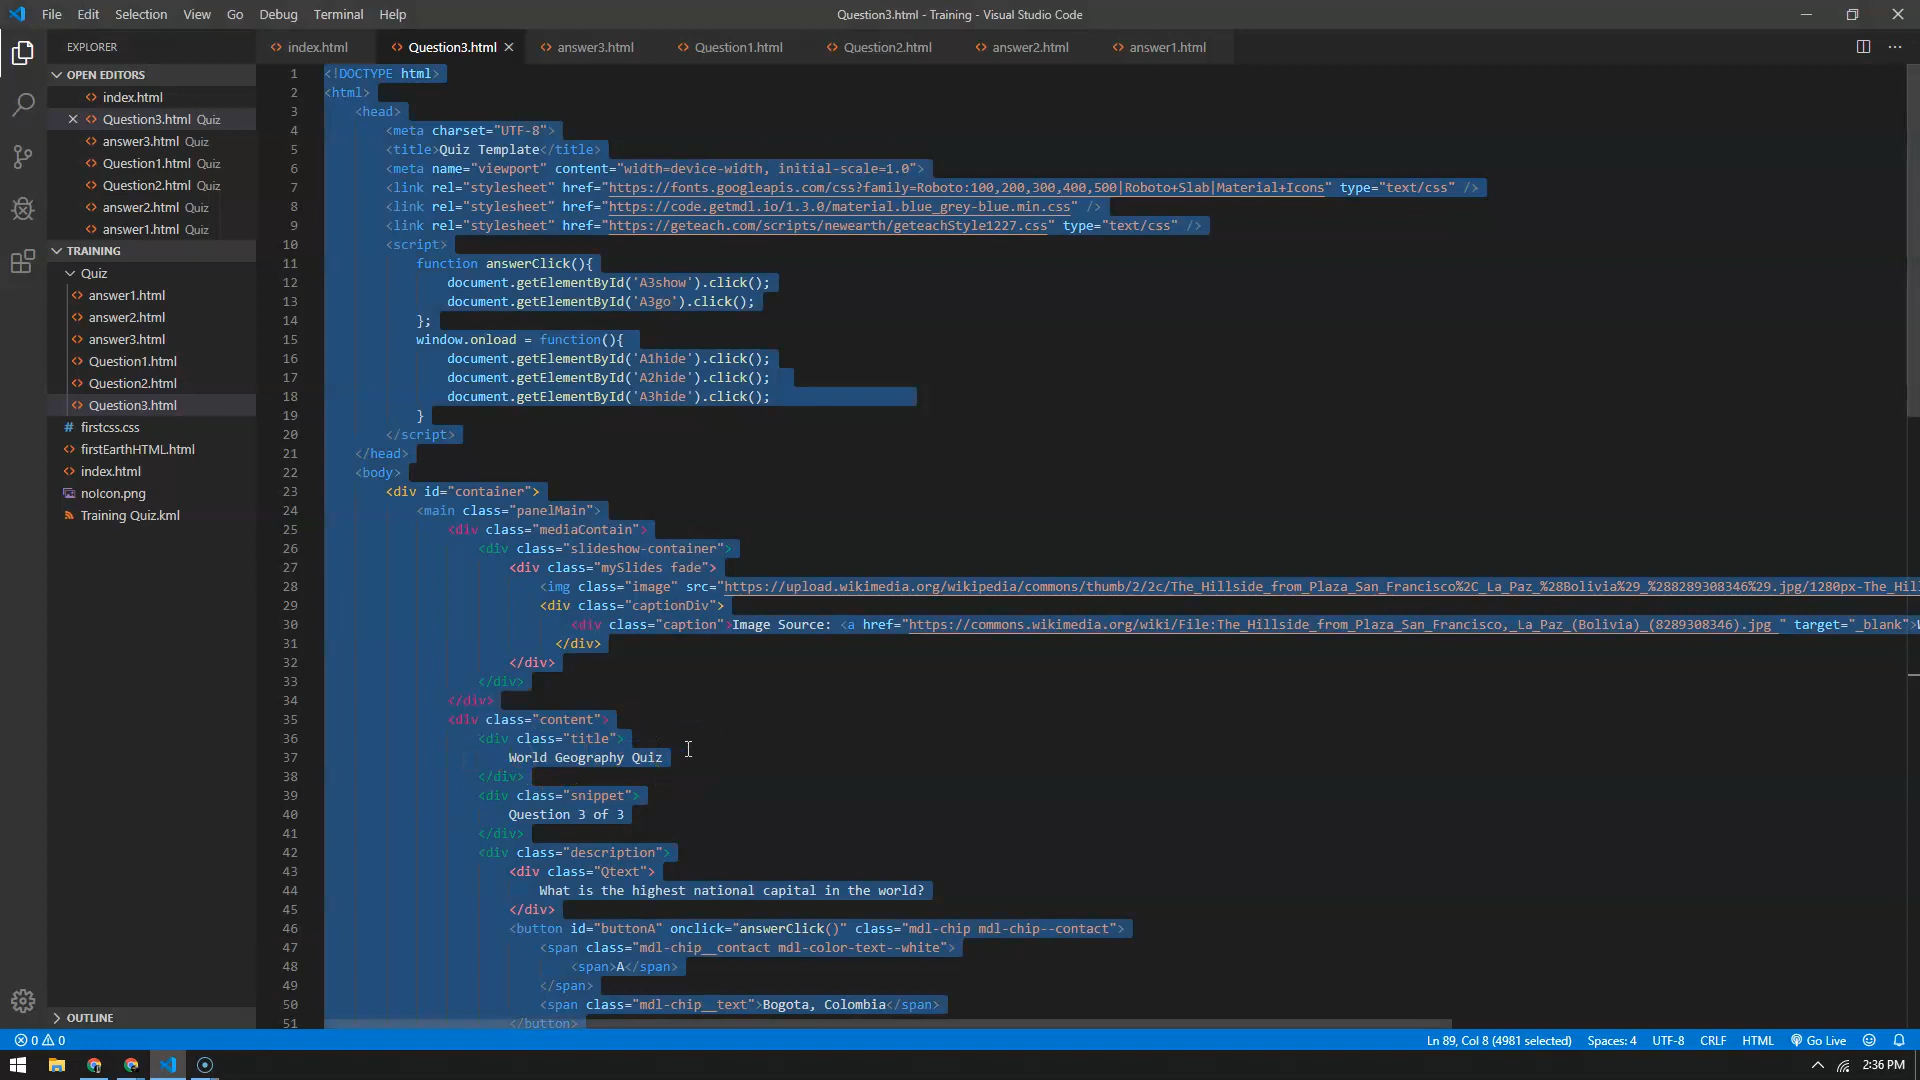 File Edit Selection View Go Debug Terminal Help
Question3.html - Training - Visual Studio Code
EXPLORER
index.html
Question3.html
answer3.html
Question1.html
Question2.html
answer2.html
answer1.html
OPEN EDITORS
index.html
Question3.html Quiz
answer3.html Quiz
Question1.html Quiz
Question2.html Quiz
answer2.html Quiz
answer1.html Quiz
TRAINING
Quiz
answer1.html
answer2.html
answer3.html
Question1.html
Question2.html
Question3.html
firstcss.css
firstEarthHTML.html
index.html
noIcon.png
Training Quiz.kml
OUTLINE
1 <!DOCTYPE html>
2 <html>
3 <head>
4 <meta charset="UTF-8">
5 <title>Quiz Template</title>
6 <meta name="viewport" content="width=device-width, initial-scale=1.0">
7 <link rel="stylesheet" href="https://fonts.googleapis.com/css?family=Roboto:100,200,300,400,500|Roboto+Slab|Material+Icons" type="text/css" />
8 <link rel="stylesheet" href="https://code.getmdl.io/1.3.0/material.blue_grey-blue.min.css" />
9 <link rel="stylesheet" href="https://geteach.com/scripts/newearth/geteachStyle1227.css" type="text/css" />
10 <script>
11 function answerClick(){
12 document.getElementById('A3show').click();
13 document.getElementById('A3go').click();
14 };
15 window.onload = function(){
16 document.getElementById('A1hide').click();
17 document.getElementById('A2hide').click();
18 document.getElementById('A3hide').click();
19 }
20 </script>
21 </head>
22 <body>
23 <div id="container">
24 <main class="panelMain">
25 <div class="mediaContain">
26 <div class="slideshow-container">
27 <div class="mySlides fade">
28 <img class="image" src="https://upload.wikimedia.org/wikipedia/commons/thumb/2/2c/The_Hillside_from_Plaza_San_Francisco%2C_La_Paz_%28Bolivia%29_%288289308346%29.jpg/1280px-The_Hil
29 <div class="captionDiv">
30 <div class="caption">Image Source: <a href="https://commons.wikimedia.org/wiki/File:The_Hillside_from_Plaza_San_Francisco,_La_Paz_(Bolivia)_(8289308346).jpg " target="_blank">
31 </div>
32 </div>
33 </div>
34 </div>
35 <div class="content">
36 <div class="title">
37 World Geography Quiz
38 </div>
39 <div class="snippet">
40 Question 3 of 3
41 </div>
42 <div class="description">
43 <div class="Qtext">
44 What is the highest national capital in the world?
45 </div>
46 <button id="buttonA" onclick="answerClick()" class="mdl-chip mdl-chip--contact">
47 <span class="mdl-chip__contact mdl-color-text--white">
48 <span>A</span>
49 </span>
50 <span class="mdl-chip__text">Bogota, Colombia</span>
51 </button>
0 0
Ln 89, Col 8 (4981 selected) Spaces: 4 UTF-8 CRLF HTML Go Live
2:36 PM